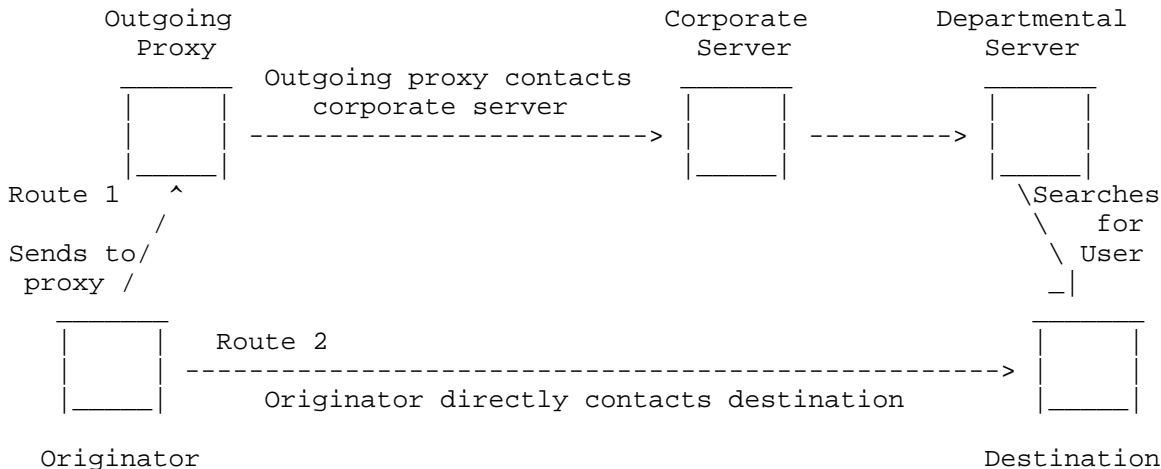 Outgoing Corporate Departmental
Proxy Server Server
Outgoing proxy contacts
corporate server
Route 1 Searches
for
Sends to User
proxy
Route 2
Originator directly contacts destination
Originator Destination